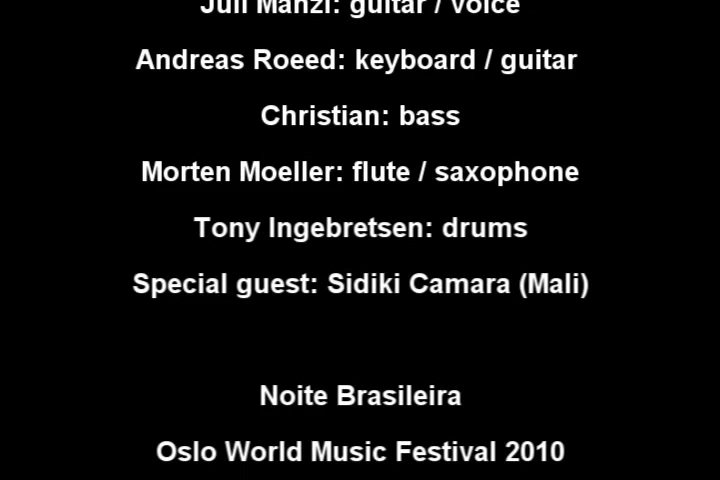 Juli Manzi: guitar / voice
Andreas Roeed: keyboard / guitar
Christian: bass
Morten Moeller: flute / saxophone
Tony Ingebretsen: drums
Special guest: Sidiki Camara (Mali)
Noite Brasileira
Oslo World Music Festival 2010